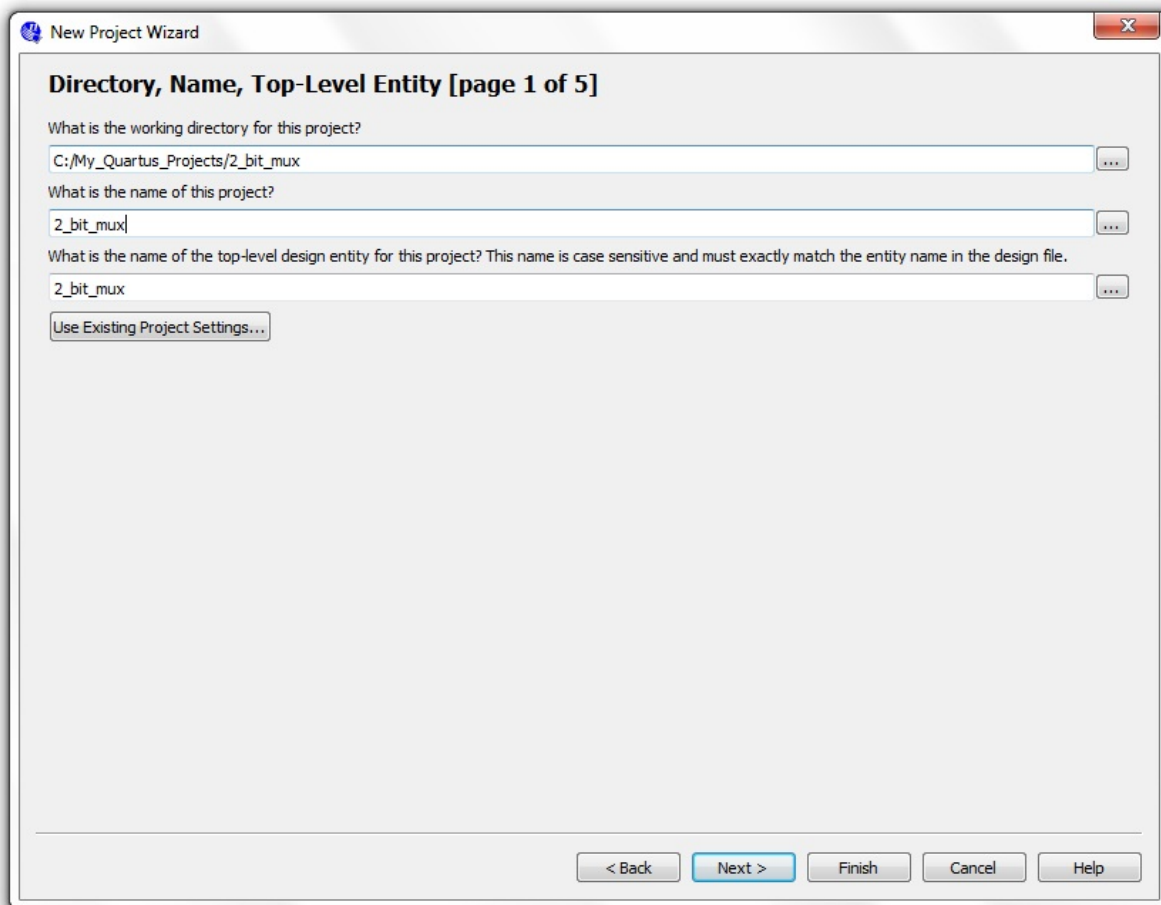 New Project Wizard
X
Directory, Name, Top-Level Entity [page 1 of 5]
What is the working directory for this project?
C:/My_Quartus_Projects/2_bit_mux
...
What is the name of this project?
2_bit_mux
...
What is the name of the top-level design entity for this project? This name is case sensitive and must exactly match the entity name in the design file.
2_bit_mux
...
Use Existing Project Settings...
< Back Next > Finish Cancel Help